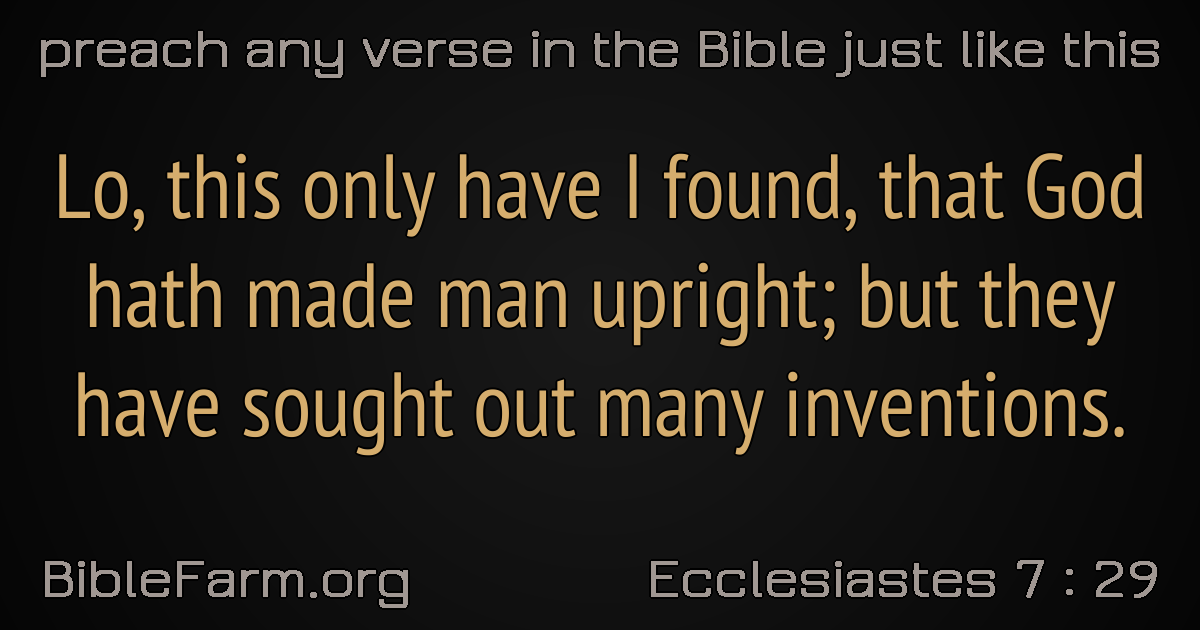 preach any verse in the Bible just like this
Lo, this only have I found, that God
hath made man upright; but they
have sought out many inventions.
BibleFarm.org
Ecclesiastes 7 : 29